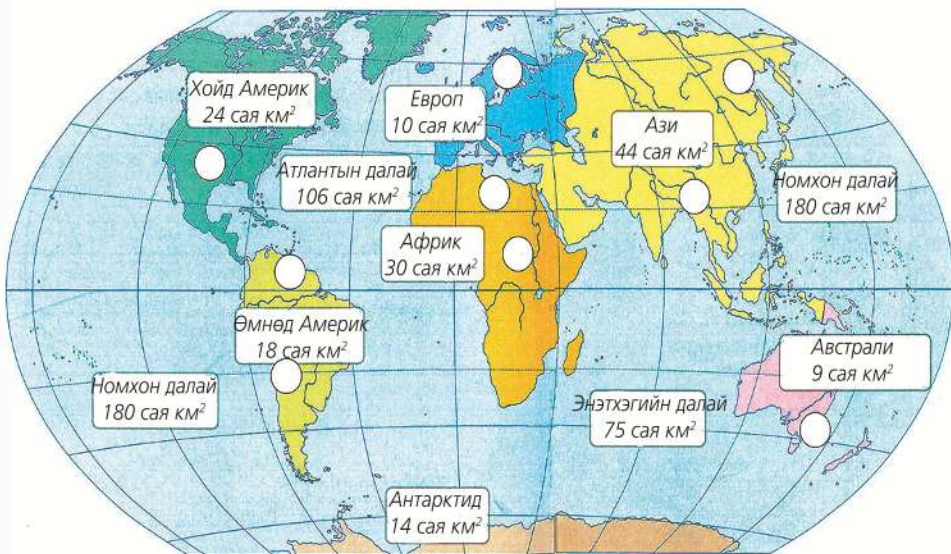 Хойд Америк
24 сая км²
Европ
10 сая км²
Ази
44 сая км²
Атлантын далай
106 сая км²
Номхон далай
180 сая км²
Африк
30 сая км²
Өмнөд Америк
18 сая км²
Австрали
9 сая км²
Номхон далай
180 сая км²
Энэтхэгийн далай
75 сая км²
Антарктид
14 сая км²